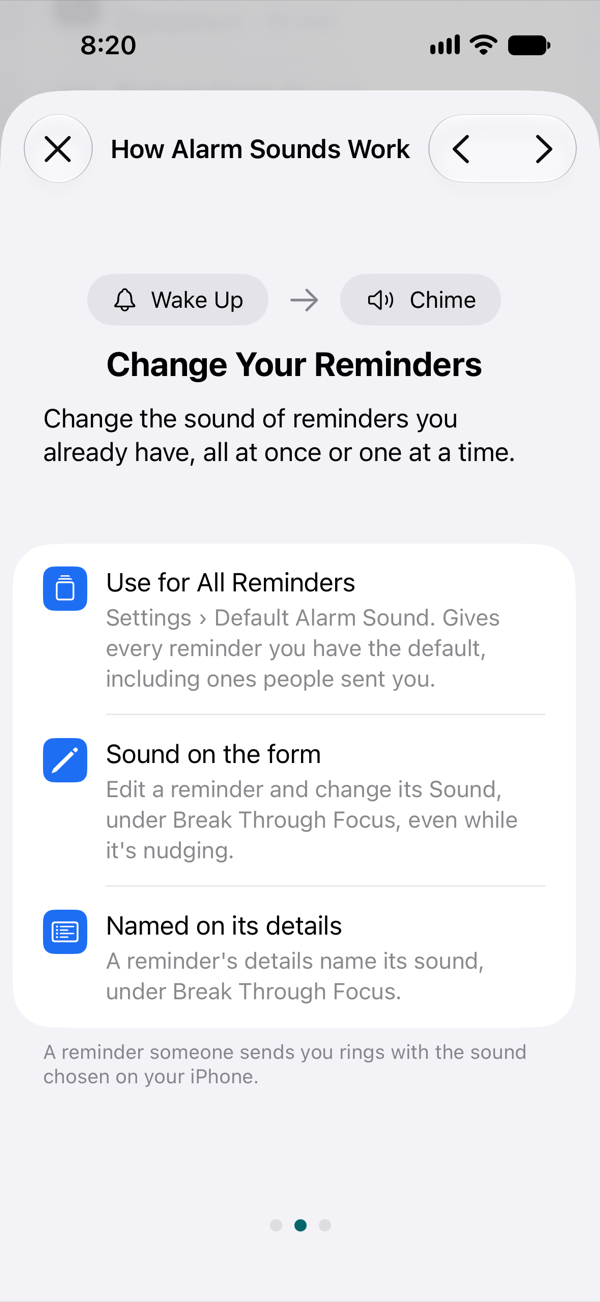 8:20
How Alarm Sounds Work
Wake Up
Chime
Change Your Reminders
Change the sound of reminders you
already have, all at once or one at a time.
Use for All Reminders
Settings › Default Alarm Sound. Gives
every reminder you have the default,
including ones people sent you.
Sound on the form
Edit a reminder and change its Sound,
under Break Through Focus, even while
it's nudging.
Named on its details
A reminder's details name its sound,
under Break Through Focus.
A reminder someone sends you rings with the sound
chosen on your iPhone.